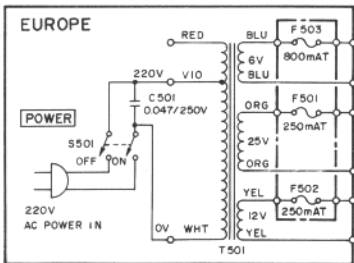 EUROPE
RED
BLU
F503
6V
800mAT
220V
VIO
BLU
C501
0.047/250V
ORG
F501
POWER
250mAT
S501
25V
OFF
ON
ORG
YEL
F502
220V
12V
250mAT
AC POWER IN
0V
WHT
YEL
T501